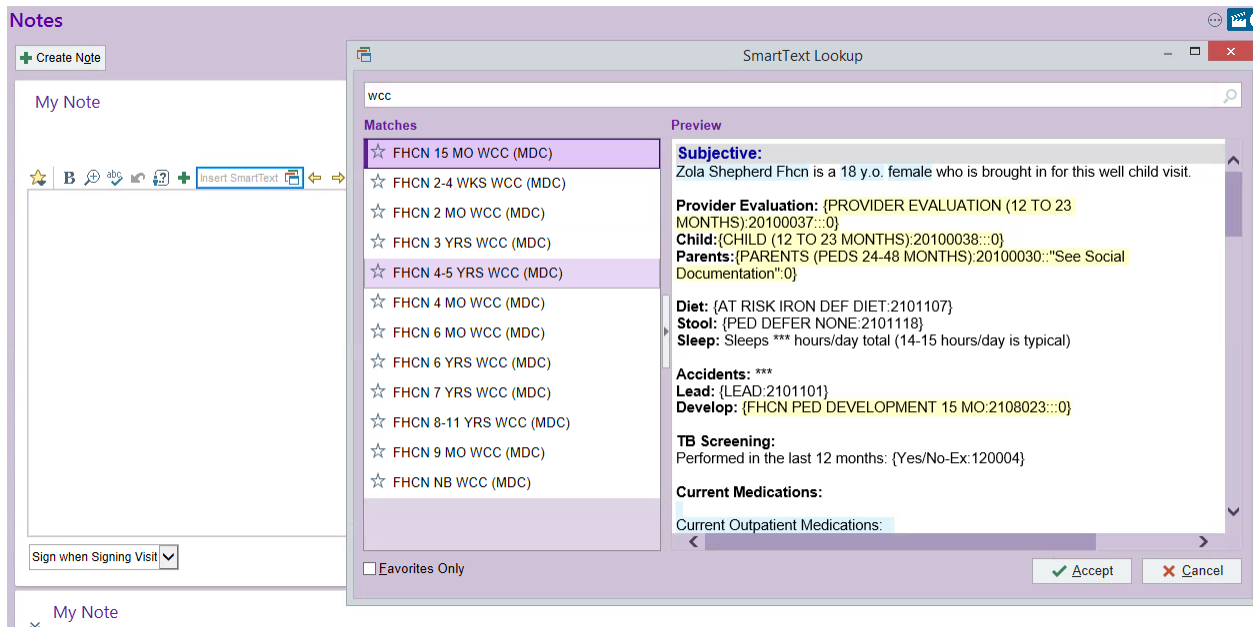 Notes
Create Note
My Note
B
abc
Insert SmartText
Sign when Signing Visit
My Note
SmartText Lookup
wcc
Matches
FHCN 15 MO WCC (MDC)
FHCN 2-4 WKS WCC (MDC)
FHCN 2 MO WCC (MDC)
FHCN 3 YRS WCC (MDC)
FHCN 4-5 YRS WCC (MDC)
FHCN 4 MO WCC (MDC)
FHCN 6 MO WCC (MDC)
FHCN 6 YRS WCC (MDC)
FHCN 7 YRS WCC (MDC)
FHCN 8-11 YRS WCC (MDC)
FHCN 9 MO WCC (MDC)
FHCN NB WCC (MDC)
Favorites Only
Preview
Subjective:
Zola Shepherd Fhcn is a 18 y.o. female who is brought in for this well child visit.
Provider Evaluation: {PROVIDER EVALUATION (12 TO 23
MONTHS):20100037:::0}
Child:{CHILD (12 TO 23 MONTHS):20100038:::0}
Parents:{PARENTS (PEDS 24-48 MONTHS):20100030::"See Social
Documentation":0}
Diet: {AT RISK IRON DEF DIET:2101107}
Stool: {PED DEFER NONE:2101118}
Sleep: Sleeps *** hours/day total (14-15 hours/day is typical)
Accidents: ***
Lead: {LEAD:2101101}
Develop: {FHCN PED DEVELOPMENT 15 MO:2108023:::0}
TB Screening:
Performed in the last 12 months: {Yes/No-Ex:120004}
Current Medications:
Current Outpatient Medications:
Accept
Cancel